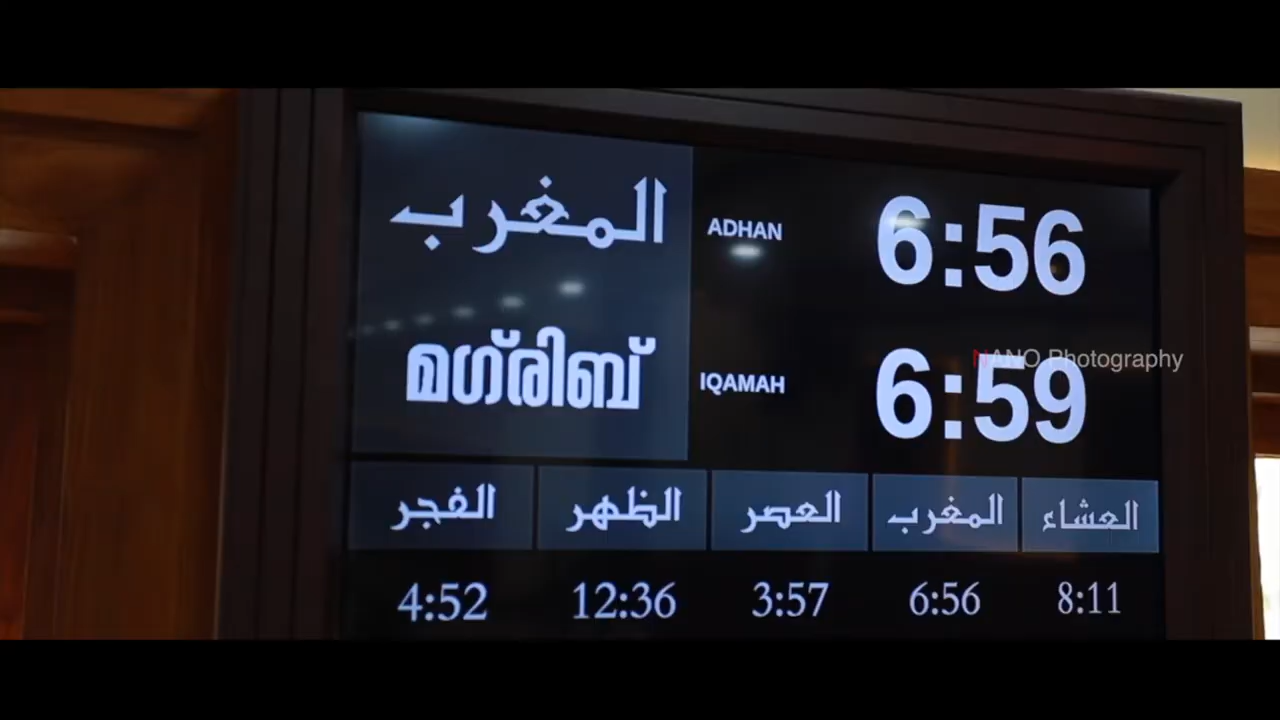 المغرب
ADHAN 6:56
മഗ്‌രിബ്
IQAMAH 6:59
NANO Photography
الفجر الظهر العصر المغرب العشاء
4:52 12:36 3:57 6:56 8:11